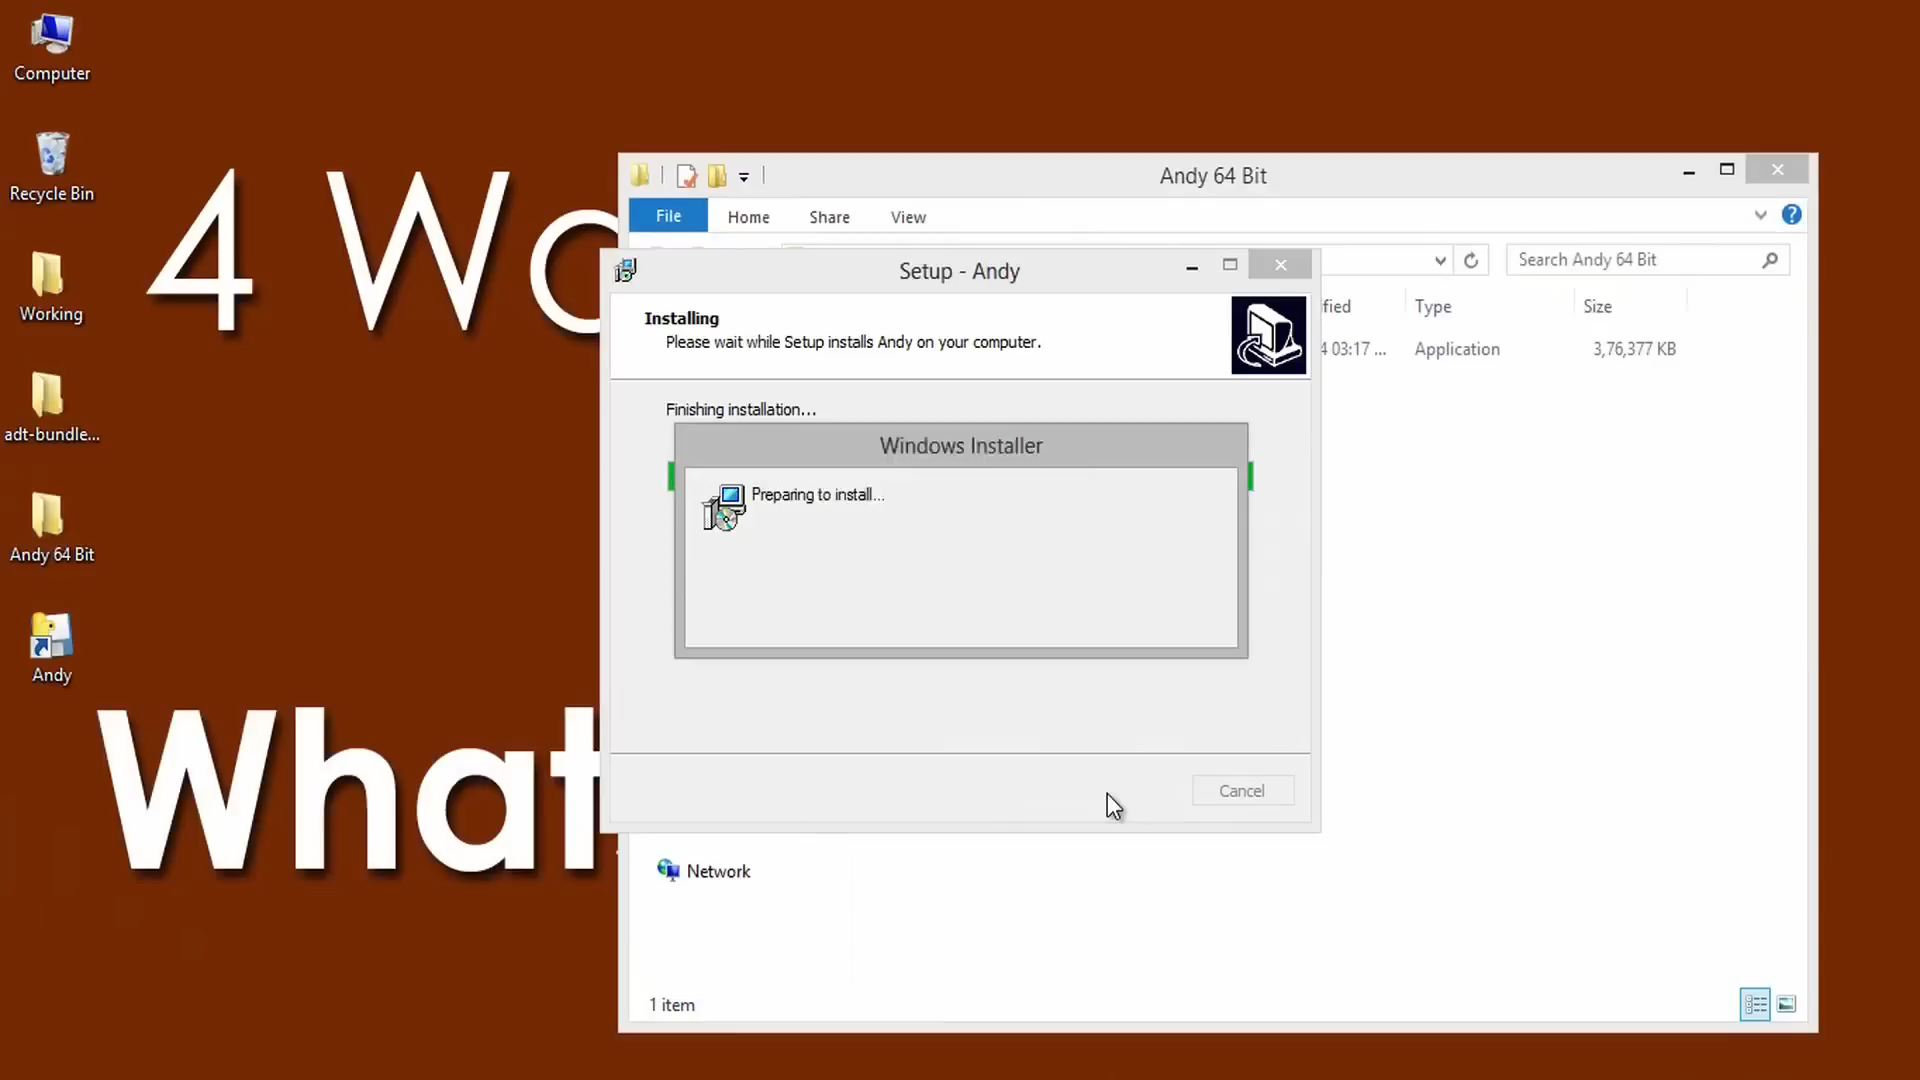 Computer
Recycle Bin
Working
adt-bundle...
Andy 64 Bit
Andy
4 Wo
What
Andy 64 Bit
File
Home
Share
View
Search Andy 64 Bit
Type
Size
4 03:17 ...
Application
3,76,377 KB
Setup - Andy
Installing
Please wait while Setup installs Andy on your computer.
Finishing installation...
Windows Installer
Preparing to install...
Cancel
Network
1 item